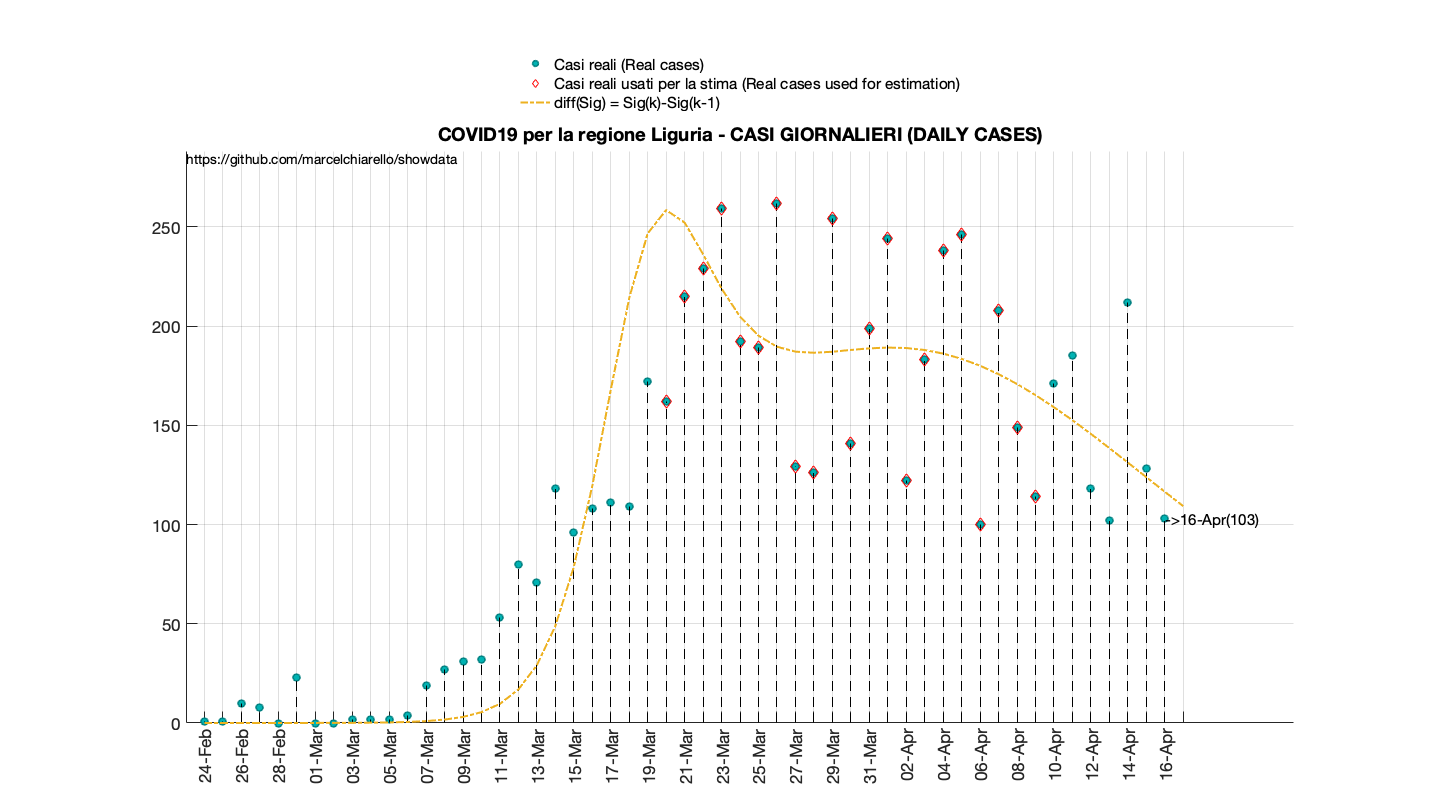 Casi reali (Real cases)
Casi reali usati per la stima (Real cases used for estimation)
diff(Sig) = Sig(k)-Sig(k-1)
COVID19 per la regione Liguria - CASI GIORNALIERI (DAILY CASES)
https://github.com/marcelchiarello/showdata
250
200
150
100
50
0
->16-Apr(103)
24-Feb
26-Feb
28-Feb
01-Mar
03-Mar
05-Mar
07-Mar
09-Mar
11-Mar
13-Mar
15-Mar
17-Mar
19-Mar
21-Mar
23-Mar
25-Mar
27-Mar
29-Mar
31-Mar
02-Apr
04-Apr
06-Apr
08-Apr
10-Apr
12-Apr
14-Apr
16-Apr